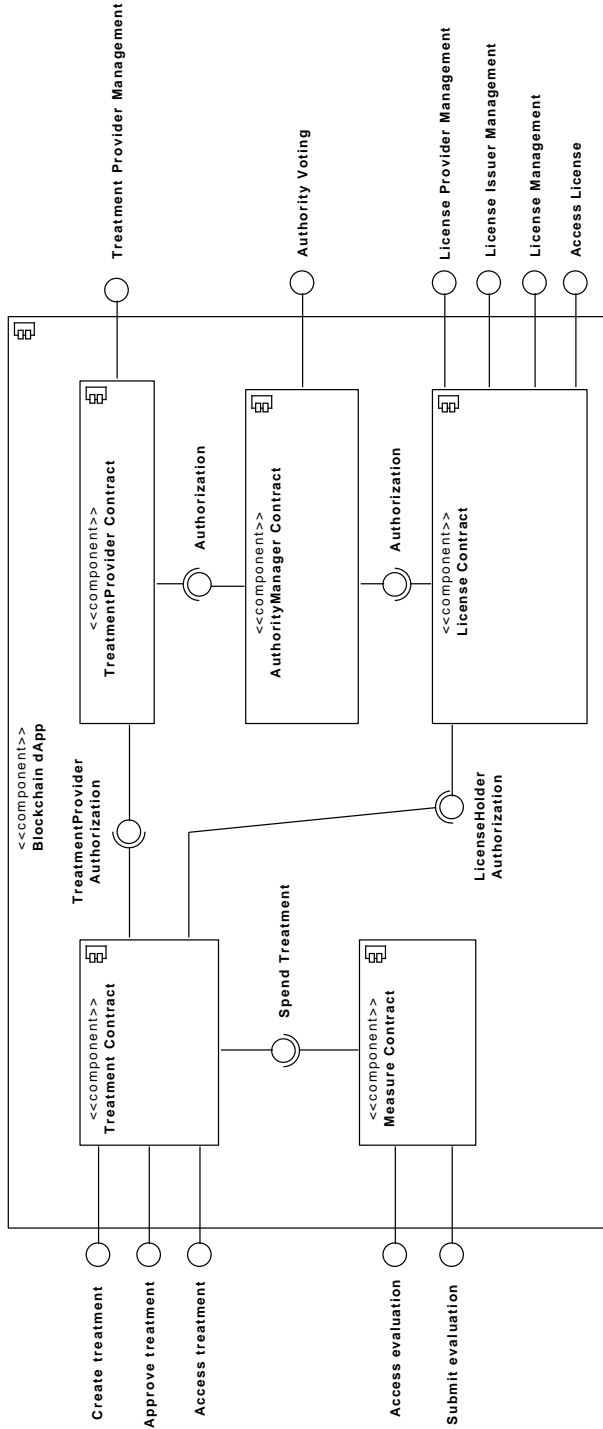 <<component>>
Blockchain dApp
Create treatment
Approve treatment
Access treatment
<<component>>
Treatment Contract
TreatmentProvider
Authorization
<<component>>
TreatmentProvider Contract
Treatment Provider Management
Spend Treatment
Authorization
<<component>>
AuthorityManager Contract
Authority Voting
Access evaluation
Submit evaluation
<<component>>
Measure Contract
LicenseHolder
Authorization
Authorization
<<component>>
License Contract
License Provider Management
License Issuer Management
License Management
Access License